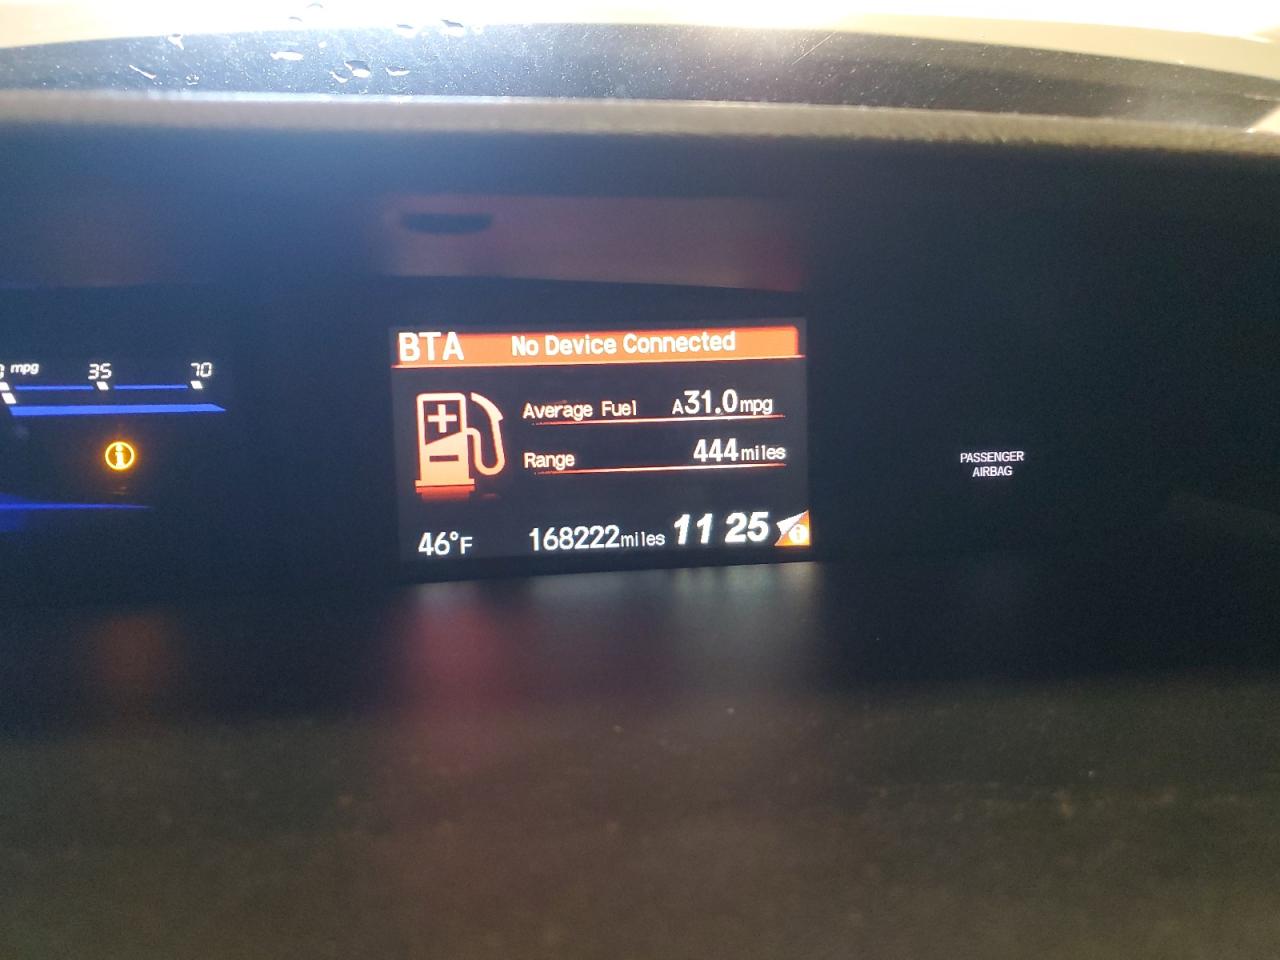 BTA No Device Connected
mpg 35 70
Average Fuel A31.0mpg
Range 444miles
PASSENGER
AIRBAG
46°F 168222miles 11 25